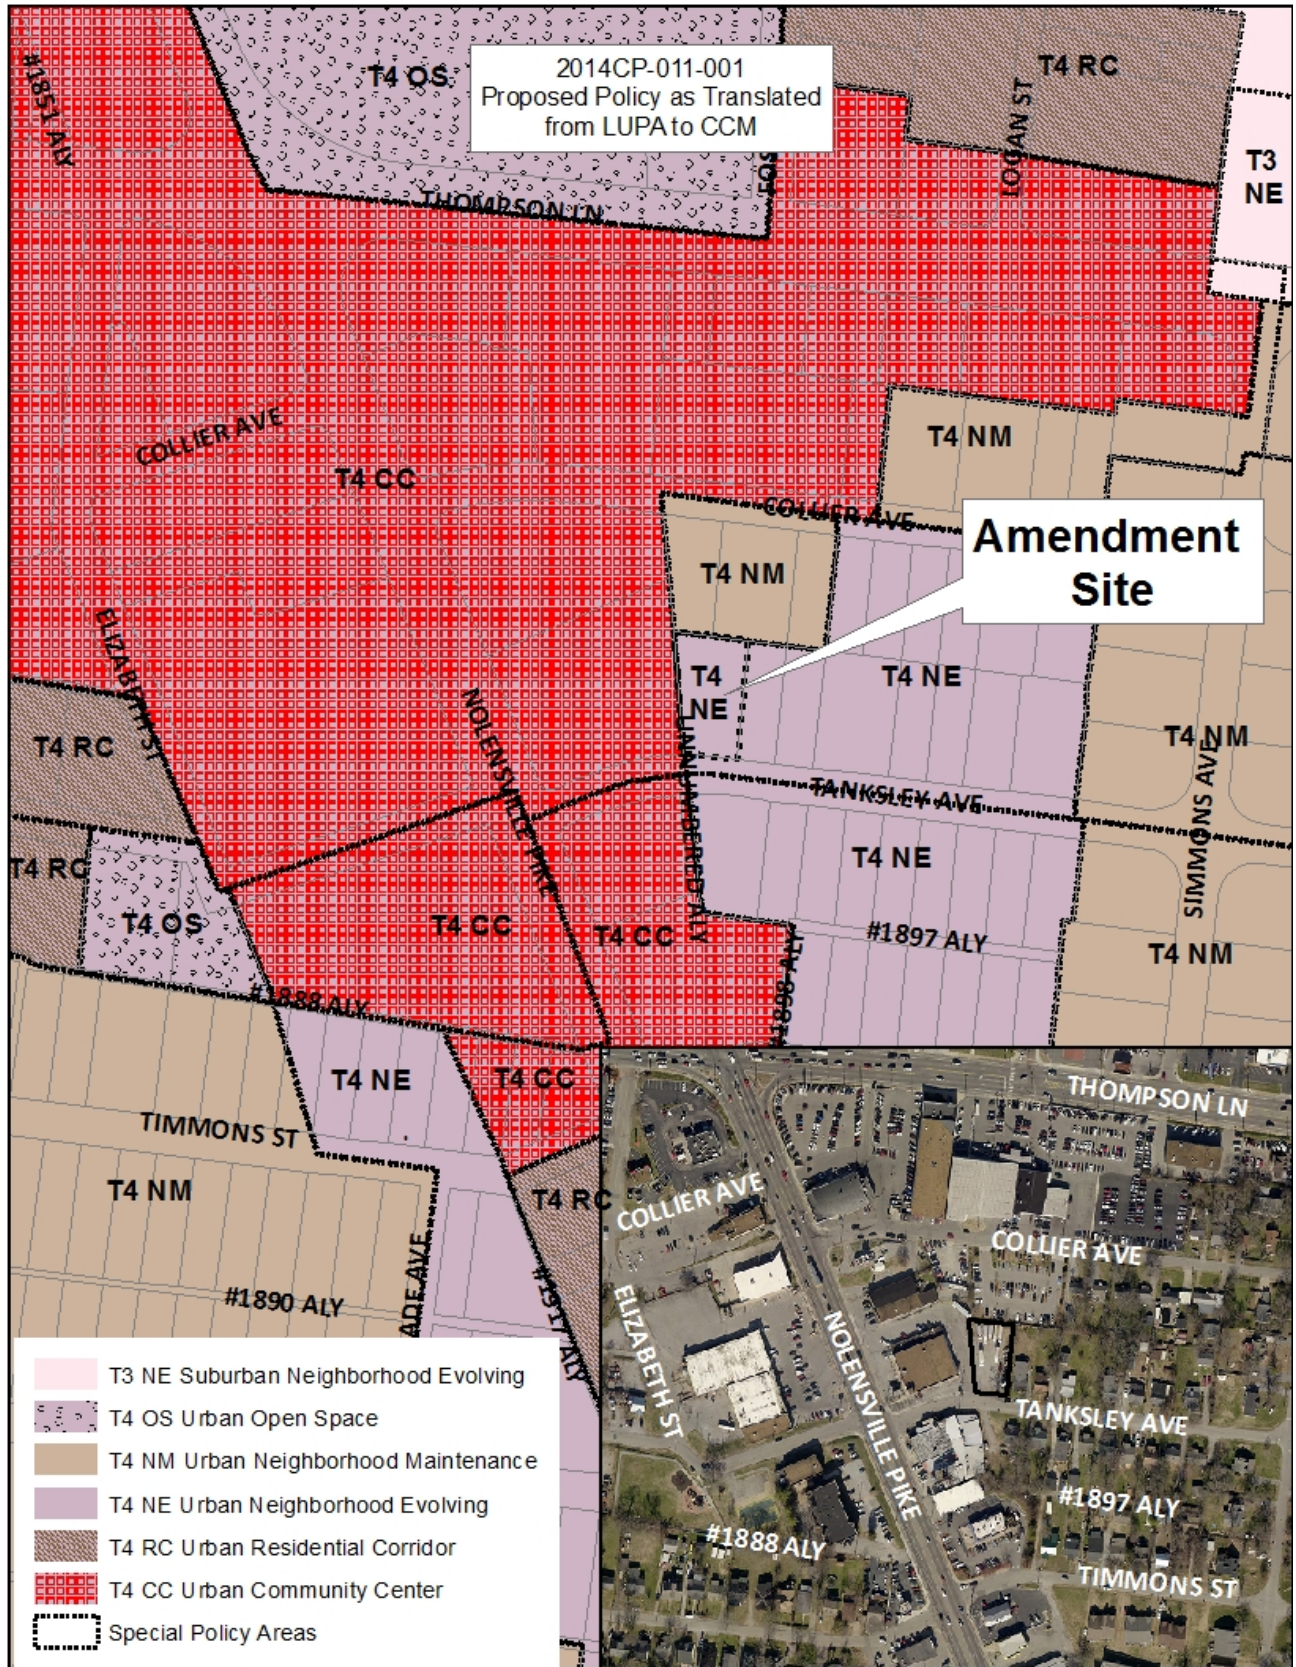 #1851 ALY
T4 OS
2014CP-011-001
Proposed Policy as Translated
from LUPA to CCM
T4 RC
LOGAN ST
T3
NE
THOMPSON LN
COLLIER AVE
T4 CC
T4 NM
COLLIER AVE
Amendment
Site
T4 NM
T4
NE
T4 NE
ELIZABETH ST
NOLENSVILLE PIKE
T4 RC
UNNUMBERED ALY
T4 NM
SIMMONS AVE
TANKSLEY AVE
T4 NE
T4 RC
T4 OS
T4 CC
T4 CC
#1897 ALY
T4 NM
#1898 ALY
#1888 ALY
T4 NE
T4 CC
TIMMONS ST
T4 NM
T4 RC
#1890 ALY
#1917 ALY
T3 NE Suburban Neighborhood Evolving
T4 OS Urban Open Space
T4 NM Urban Neighborhood Maintenance
T4 NE Urban Neighborhood Evolving
T4 RC Urban Residential Corridor
T4 CC Urban Community Center
Special Policy Areas
THOMPSON LN
COLLIER AVE
COLLIER AVE
ELIZABETH ST
NOLENSVILLE PIKE
TANKSLEY AVE
#1897 ALY
#1888 ALY
TIMMONS ST